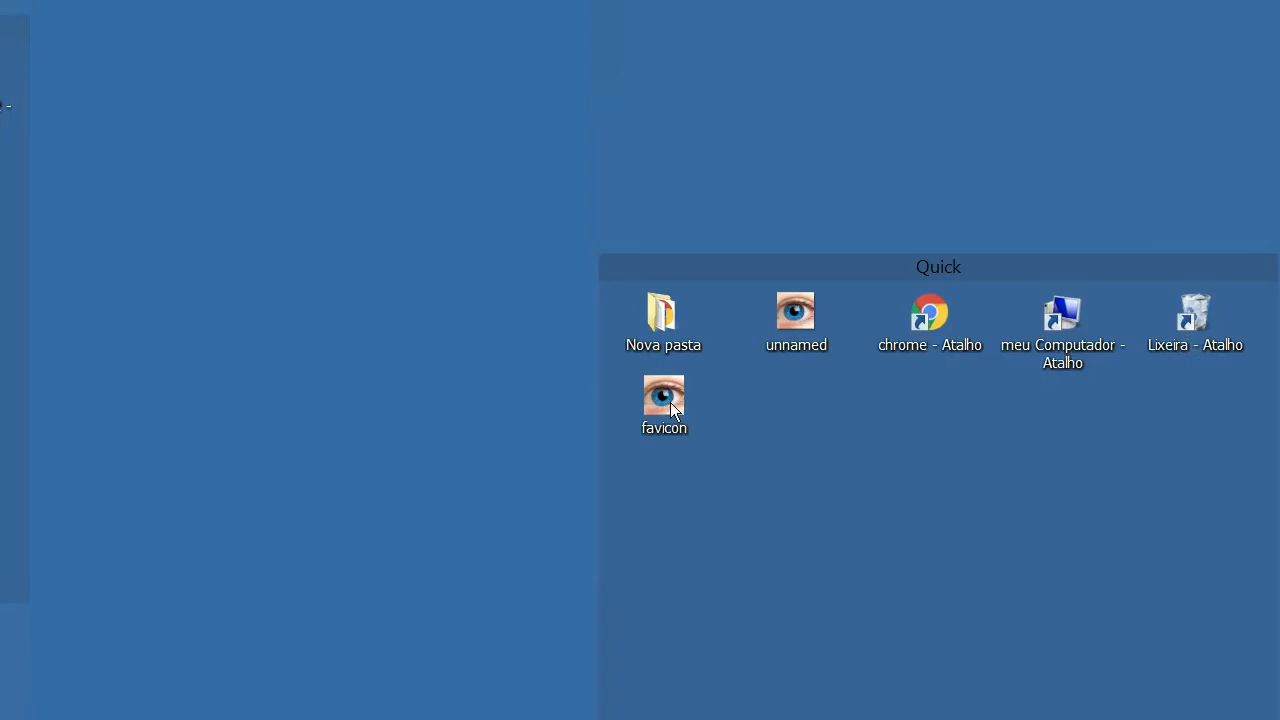 -
Quick
Nova pasta
unnamed
chrome - Atalho
meu Computador -
Atalho
Lixeira - Atalho
favicon